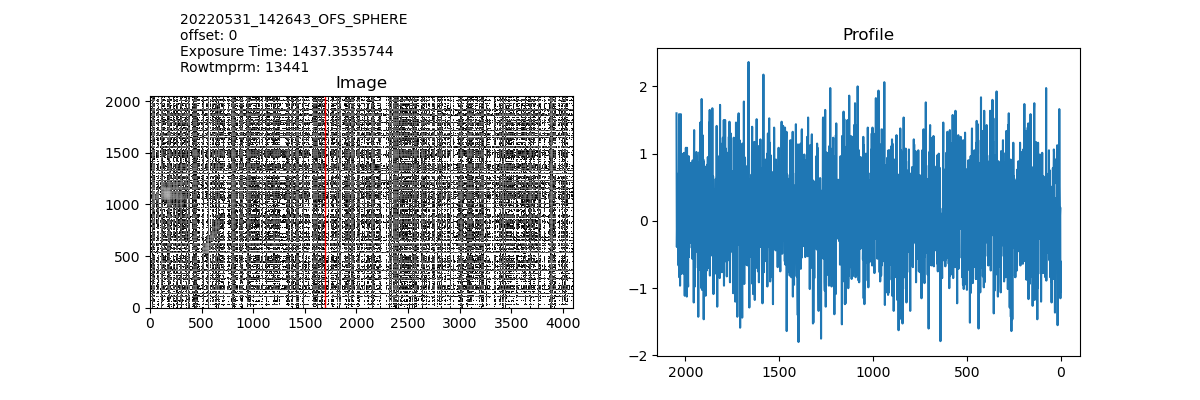 20220531_142643_OFS_SPHERE
offset: 0
Exposure Time: 1437.3535744
Rowtmprm: 13441
Image
2000
1500
1000
500
0
0 500 1000 1500 2000 2500 3000 3500 4000
Profile
2
1
0
−1
−2
2000 1500 1000 500 0